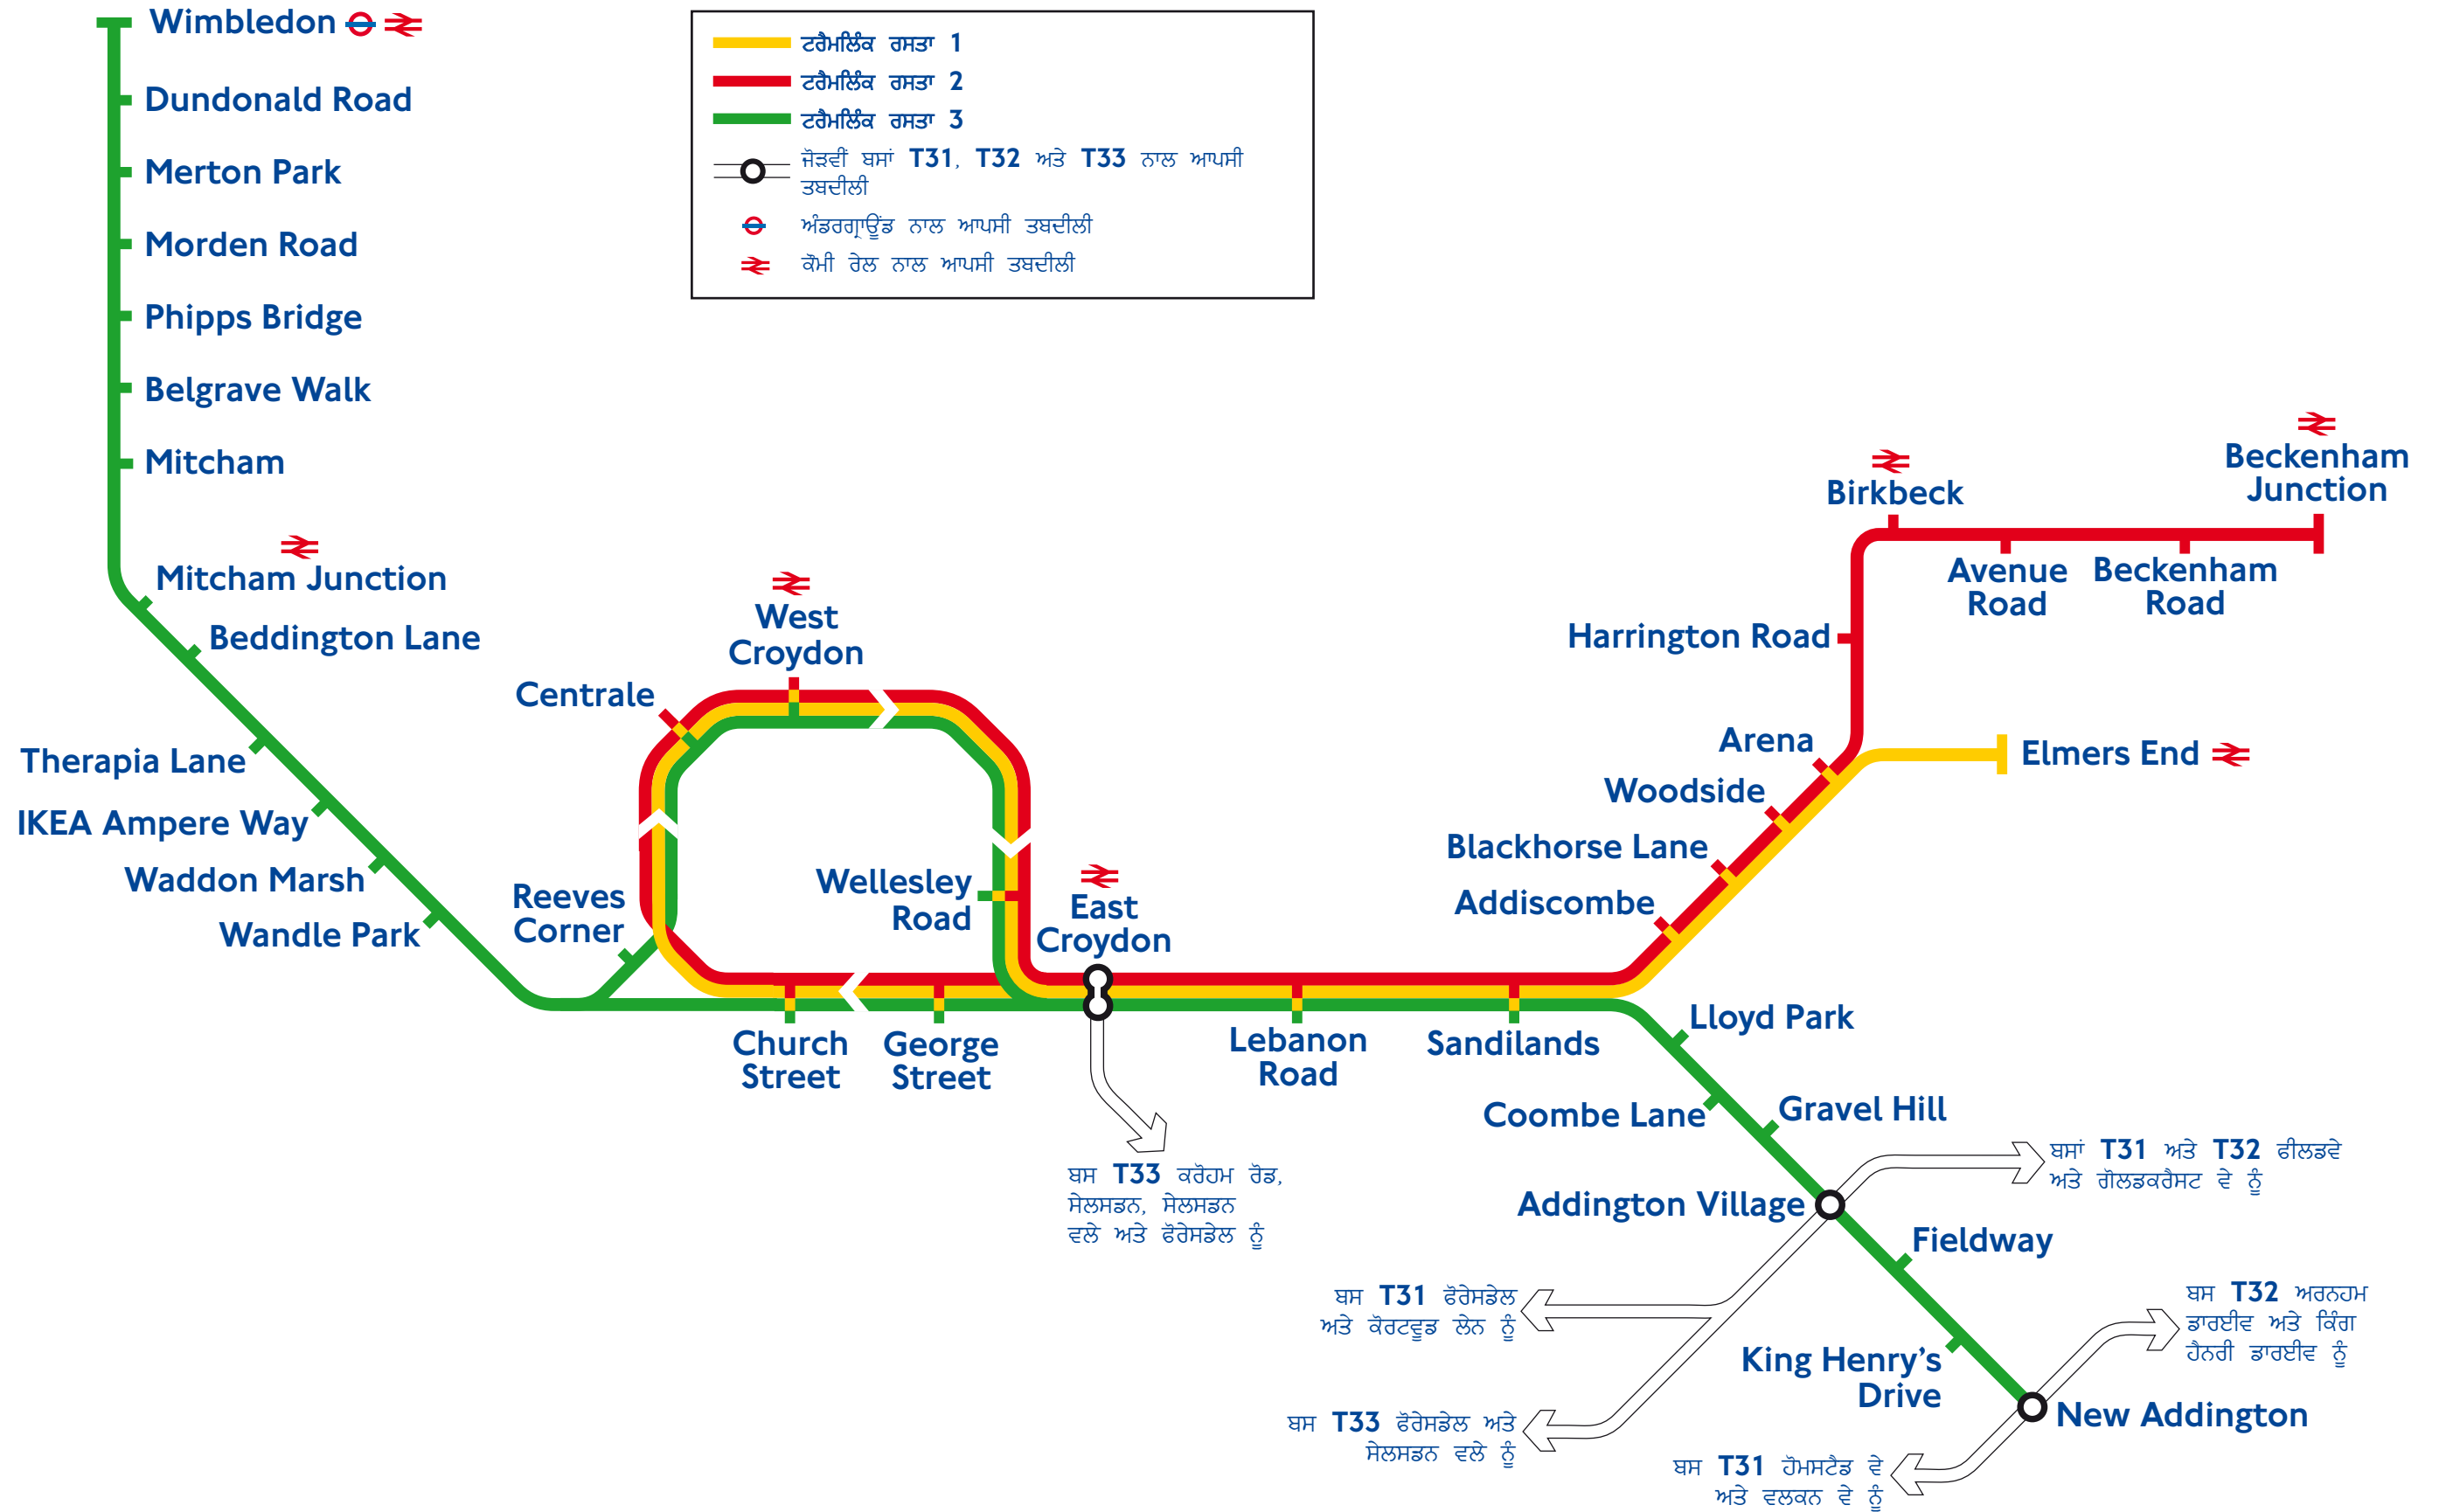 Wimbledon
Dundonald Road
Merton Park
Morden Road
Phipps Bridge
Belgrave Walk
Mitcham
Mitcham Junction
Beddington Lane
Therapia Lane
IKEA Ampere Way
Waddon Marsh
Wandle Park
ਟਰੈਮਲਿੰਕ ਰਸਤਾ 1
ਟਰੈਮਲਿੰਕ ਰਸਤਾ 2
ਟਰੈਮਲਿੰਕ ਰਸਤਾ 3
ਜੋੜਵੀਂ ਬਸਾਂ T31, T32 ਅਤੇ T33 ਨਾਲ ਆਪਸੀ
ਤਬਦੀਲੀ
ਅੰਡਰਗ੍ਰਾਊਂਡ ਨਾਲ ਆਪਸੀ ਤਬਦੀਲੀ
ਕੌਮੀ ਰੇਲ ਨਾਲ ਆਪਸੀ ਤਬਦੀਲੀ
Reeves
Corner
Centrale
West
Croydon
Wellesley
Road
East
Croydon
Church
Street
George
Street
Lebanon
Road
Sandilands
Addiscombe
Blackhorse Lane
Woodside
Arena
Elmers End
Harrington Road
Birkbeck
Avenue
Road
Beckenham
Road
Beckenham
Junction
Lloyd Park
Coombe Lane
Gravel Hill
Addington Village
Fieldway
King Henry's
Drive
New Addington
ਬਸ T33 ਕਰੋਹਮ ਰੋਡ,
ਸੇਲਸਡਨ, ਸੇਲਸਡਨ
ਵਲੇ ਅਤੇ ਫੋਰੇਸਡੇਲ ਨੂੰ
ਬਸਾਂ T31 ਅਤੇ T32 ਫੀਲਡਵੇ
ਅਤੇ ਗੋਲਡਕਰੈਸਟ ਵੇ ਨੂੰ
ਬਸ T31 ਫੋਰੇਸਡੇਲ
ਅਤੇ ਕੋਰਟਵੂਡ ਲੇਨ ਨੂੰ
ਬਸ T33 ਫੋਰੇਸਡੇਲ ਅਤੇ
ਸੇਲਸਡਨ ਵਲੇ ਨੂੰ
ਬਸ T32 ਅਰਨਹਮ
ਡਾਰਈਵ ਅਤੇ ਕਿੰਗ
ਹੈਨਰੀ ਡਾਰਈਵ ਨੂੰ
ਬਸ T31 ਹੋਮਸਟੈਡ ਵੇ
ਅਤੇ ਵਲਕਨ ਵੇ ਨੂੰ